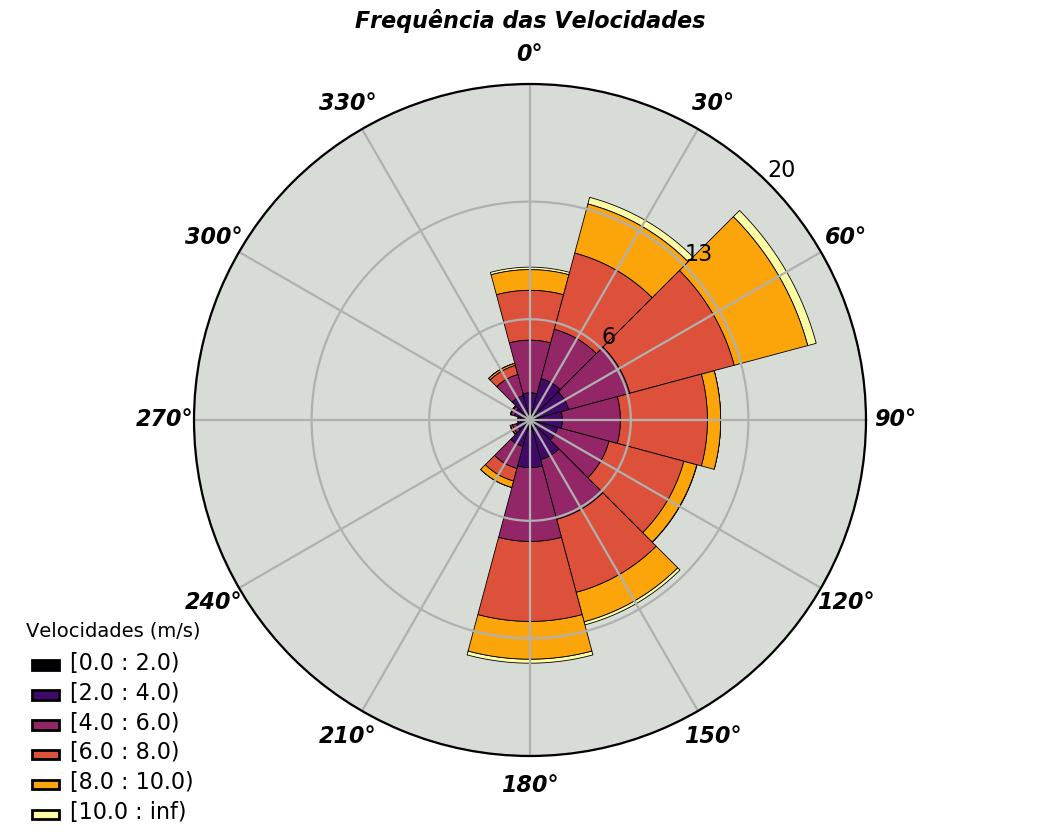 Frequência das Velocidades
0°
330°
30°
20
300°
60°
13
6
270°
90°
240°
120°
Velocidades (m/s)
[0.0 : 2.0)
[2.0 : 4.0)
[4.0 : 6.0)
[6.0 : 8.0)
[8.0 : 10.0)
[10.0 : inf)
210°
150°
180°